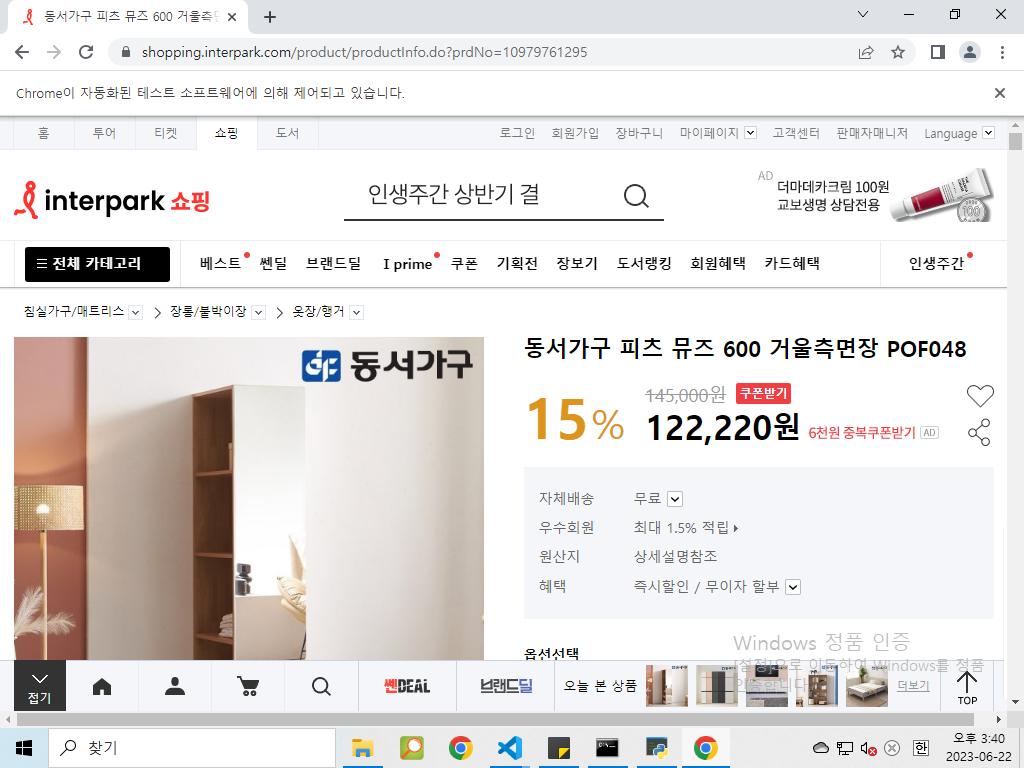 동서가구 피츠 뮤즈 600 거울측면
shopping.interpark.com/product/productInfo.do?prdNo=10979761295
Chrome이 자동화된 테스트 소프트웨어에 의해 제어되고 있습니다.
홈 투어 티켓 쇼핑 도서 로그인 회원가입 장바구니 마이페이지 고객센터 판매자매니저 Language
interpark 쇼핑
인생주간 상반기 결
AD
더마데카크림 100원
교보생명 상담전용
100
전체 카테고리 베스트 쎈딜 브랜드딜 I prime 쿠폰 기획전 장보기 도서랭킹 회원혜택 카드혜택 인생주간
침실가구/매트리스 장롱/붙박이장 옷장/행거
동서가구
동서가구 피츠 뮤즈 600 거울측면장 POF048
15%
145,000원 쿠폰받기
122,220원 6천원 중복쿠폰받기 AD
자체배송 무료
우수회원 최대 1.5% 적립
원산지 상세설명참조
혜택 즉시할인 / 무이자 할부
옵션선택
Windows 정품 인증
[설정]으로 이동하여 Windows를 정품
인증합니다.
접기
쎈DEAL
브랜드딜
오늘 본 상품
더보기
TOP
찾기
한
오후 3:40
2023-06-22